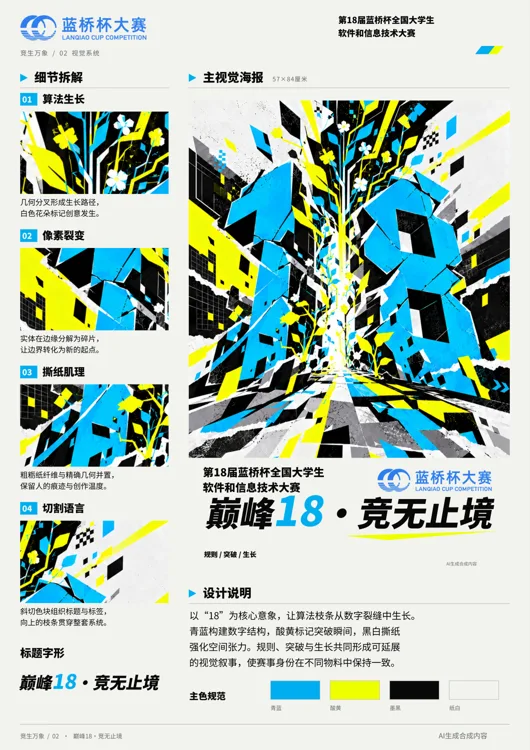 蓝桥杯大赛
LANQIAO CUP COMPETITION
第18届蓝桥杯全国大学生
软件和信息技术大赛
竞生万象 / 02 视觉系统
细节拆解
01 算法生长
几何分叉形成生长路径，
白色花朵标记创意发生。
02 像素裂变
实体在边缘分解为碎片，
让边界转化为新的起点。
03 撕纸肌理
粗粝纸纤维与精确几何并置，
保留人的痕迹与创作温度。
04 切割语言
斜切色块组织标题与标签，
向上的枝条贯穿整套系统。
标题字形
巅峰18·竞无止境
主视觉海报 57×84厘米
18
第18届蓝桥杯全国大学生
软件和信息技术大赛
蓝桥杯大赛
LANQIAO CUP COMPETITION
巅峰18·竞无止境
规则 / 突破 / 生长
AI生成合成内容
设计说明
以“18”为核心意象，让算法枝条从数字裂缝中生长。
青蓝构建数字结构，酸黄标记突破瞬间，黑白撕纸
强化空间张力。规则、突破与生长共同形成可延展
的视觉叙事，使赛事身份在不同物料中保持一致。
主色规范
青蓝
酸黄
墨黑
纸白
竞生万象 / 02 · 巅峰18·竞无止境
AI生成合成内容